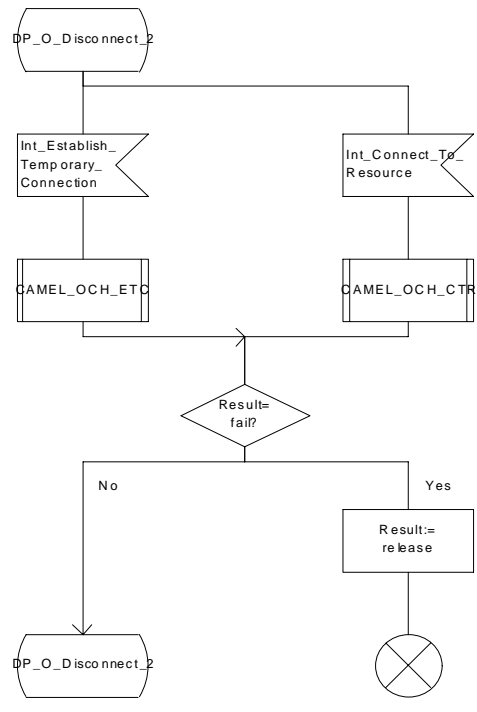 DP_O_Disconnect_2
Int_Establish_
Temporary_
Connection
Int_Connect_To_
Resource
CAMEL_OCH_ETC
CAMEL_OCH_CTR
Result=
fail?
No
Yes
Result:=
release
DP_O_Disconnect_2